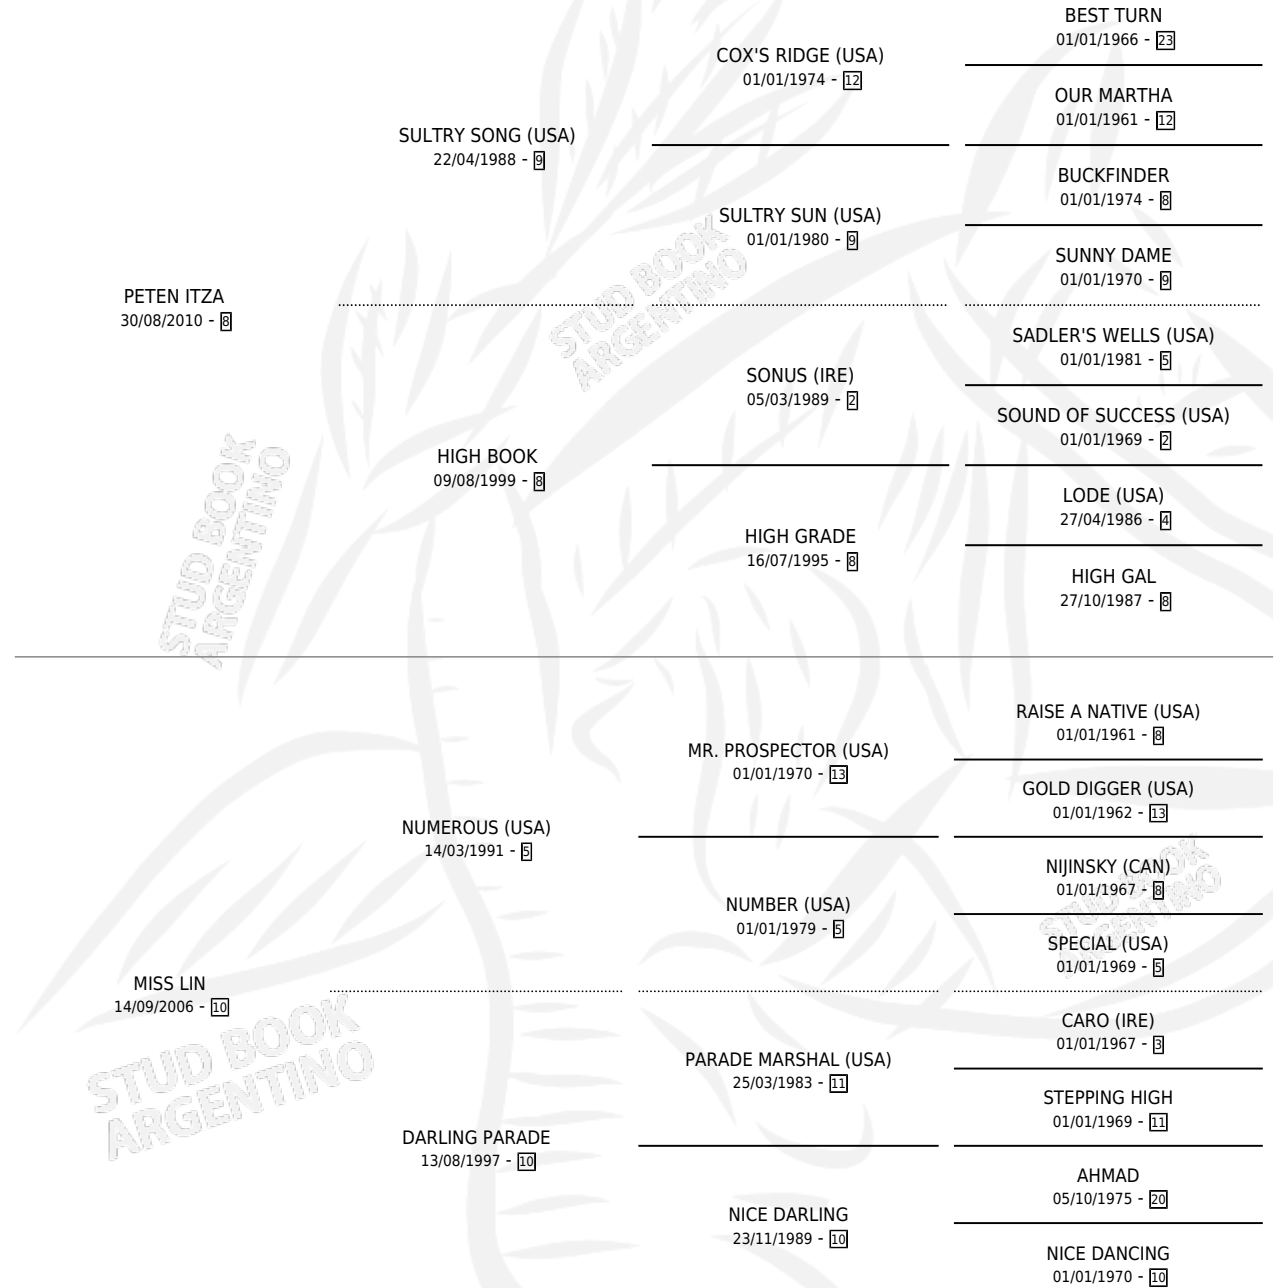 BEST TURN
01/01/1966 - 23
COX'S RIDGE (USA)
01/01/1974 - 12
OUR MARTHA
01/01/1961 - 12
SULTRY SONG (USA)
22/04/1988 - 9
BUCKFINDER
01/01/1974 - 8
SULTRY SUN (USA)
01/01/1980 - 9
SUNNY DAME
01/01/1970 - 9
PETEN ITZA
30/08/2010 - 8
SADLER'S WELLS (USA)
01/01/1981 - 5
SONUS (IRE)
05/03/1989 - 2
SOUND OF SUCCESS (USA)
01/01/1969 - 2
HIGH BOOK
09/08/1999 - 8
LODE (USA)
27/04/1986 - 4
HIGH GRADE
16/07/1995 - 8
HIGH GAL
27/10/1987 - 8
STUD BOOK
ARGENTINO
STUD BOOK
ARGENTINO
RAISE A NATIVE (USA)
01/01/1961 - 8
MR. PROSPECTOR (USA)
01/01/1970 - 13
GOLD DIGGER (USA)
01/01/1962 - 13
NUMEROUS (USA)
14/03/1991 - 5
NIJINSKY (CAN)
01/01/1967 - 8
NUMBER (USA)
01/01/1979 - 5
SPECIAL (USA)
01/01/1969 - 5
STUD BOOK
ARGENTINO
MISS LIN
14/09/2006 - 10
CARO (IRE)
01/01/1967 - 3
PARADE MARSHAL (USA)
25/03/1983 - 11
STEPPING HIGH
01/01/1969 - 11
DARLING PARADE
13/08/1997 - 10
AHMAD
05/10/1975 - 20
NICE DARLING
23/11/1989 - 10
NICE DANCING
01/01/1970 - 10
STUD BOOK
ARGENTINO